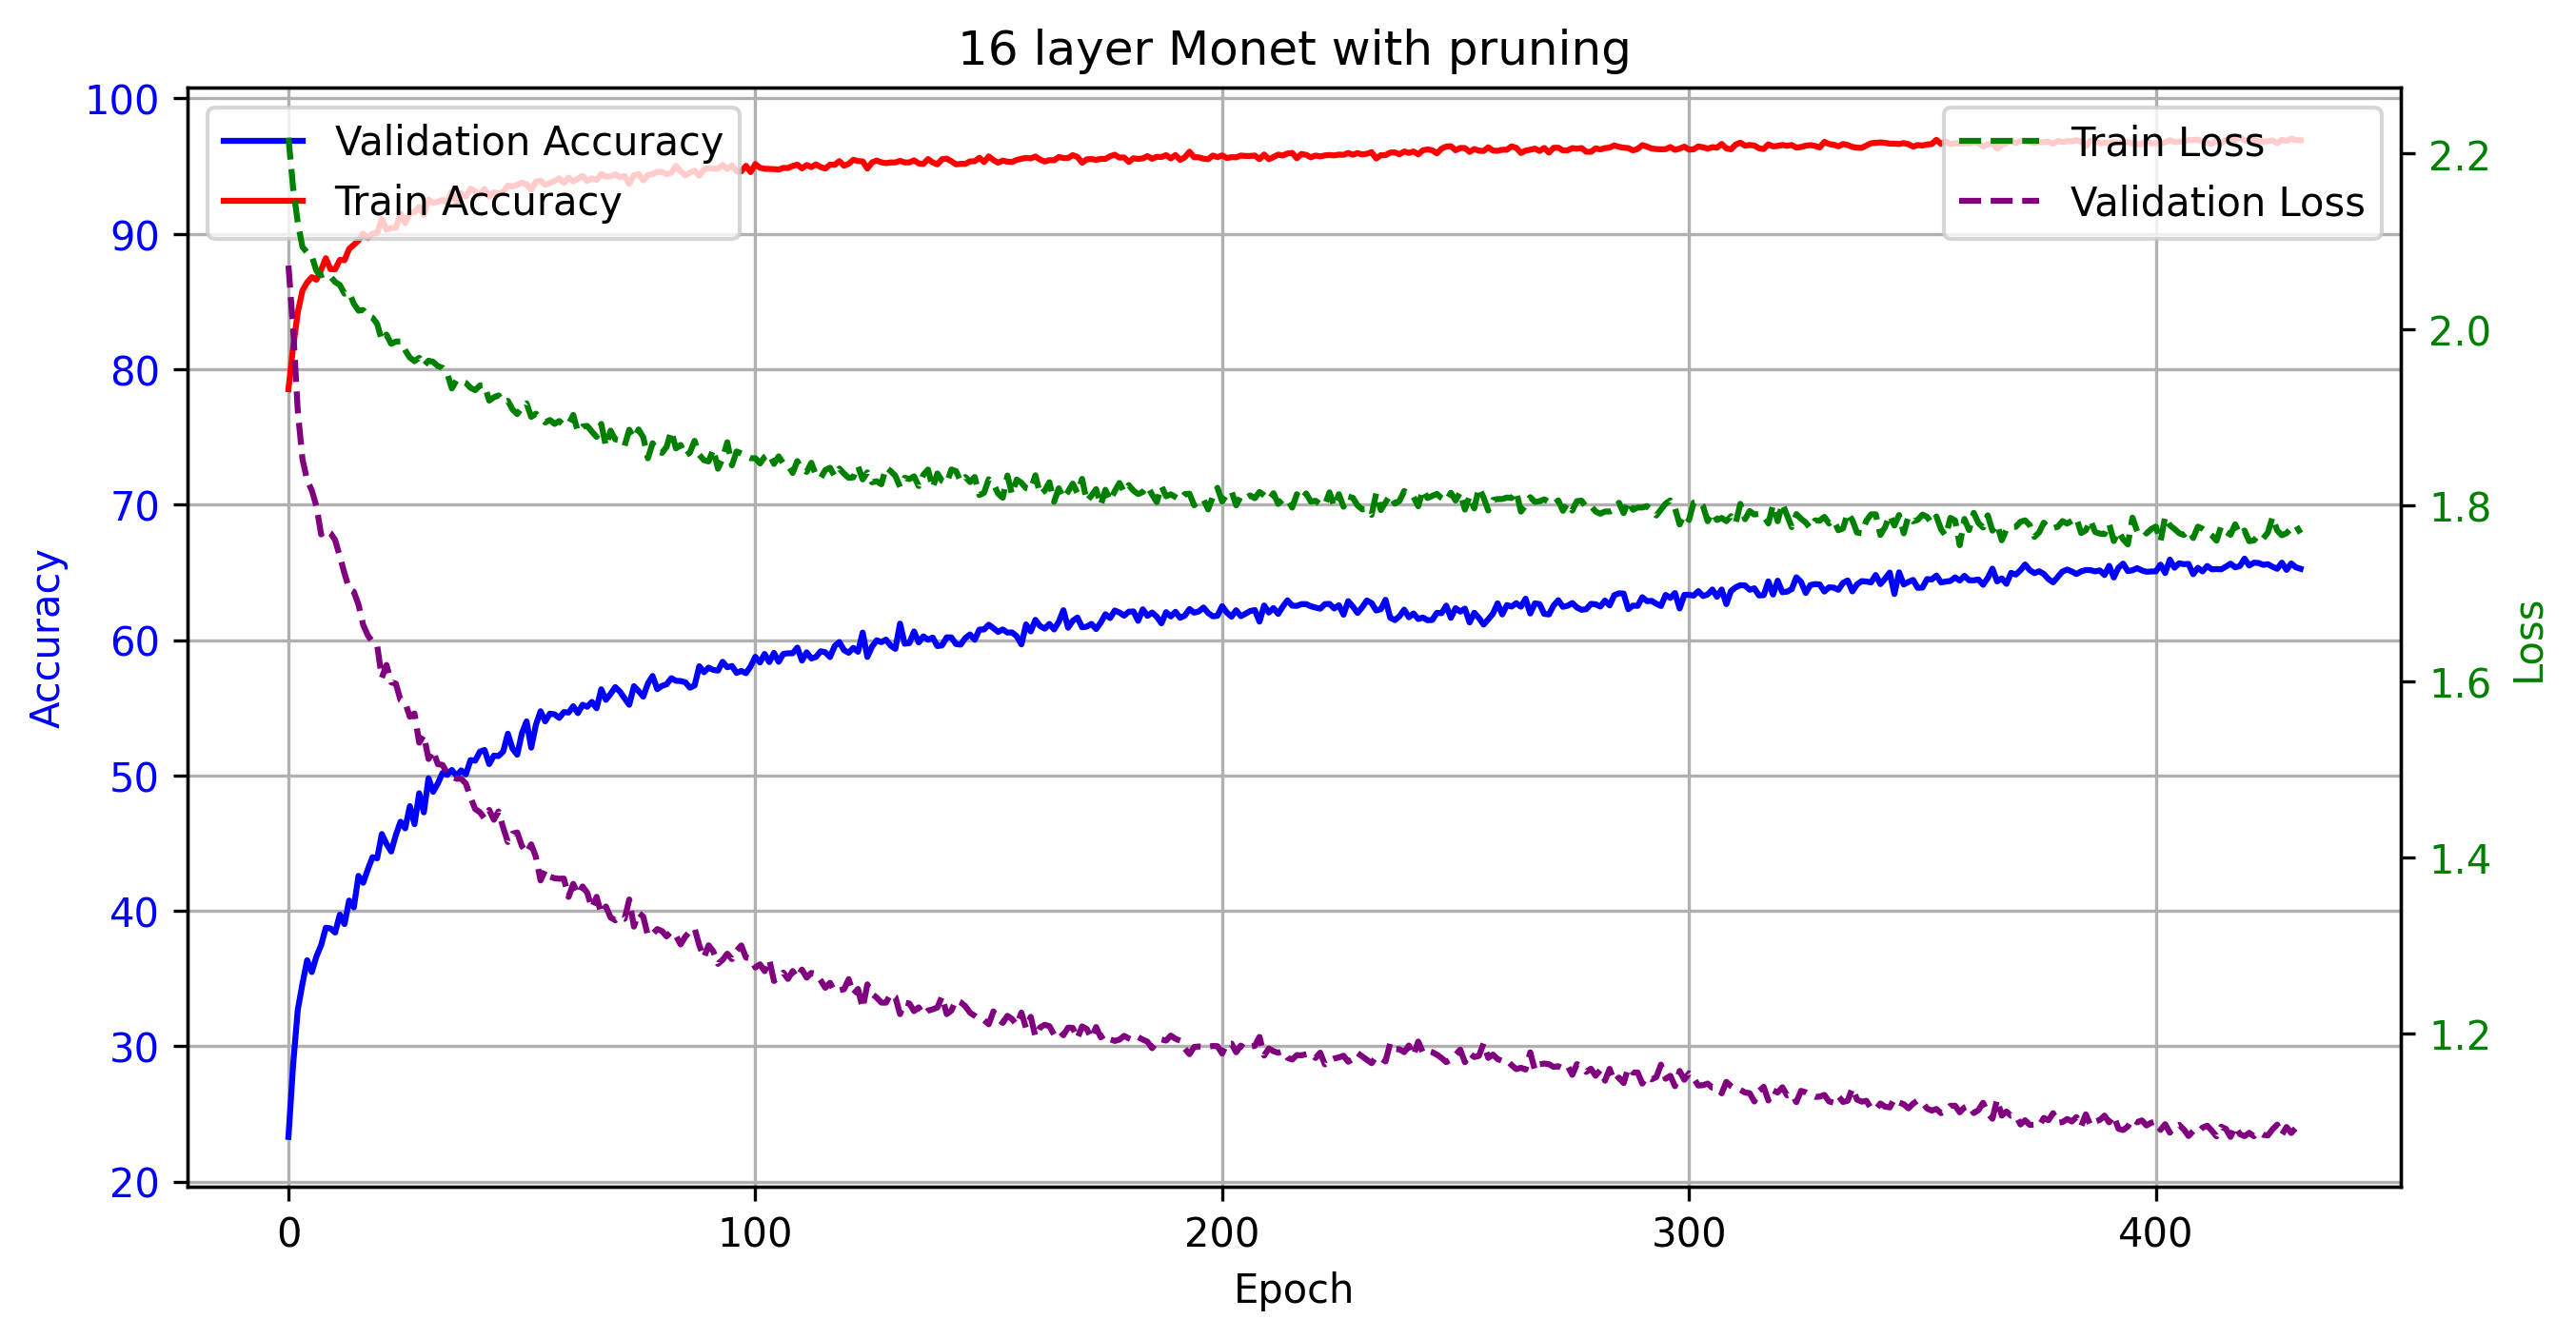 16 layer Monet with pruning
100
90
80
70
60
50
40
30
20
Accuracy
Validation Accuracy
Train Accuracy
Train Loss
Validation Loss
2.2
2.0
1.8
1.6
1.4
1.2
Loss
0 100 200 300 400
Epoch